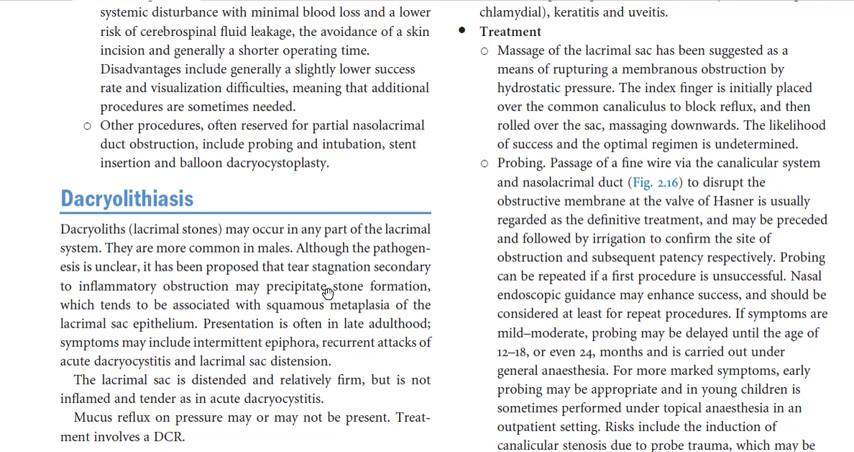 systemic disturbance with minimal blood loss and a lower
risk of cerebrospinal fluid leakage, the avoidance of a skin
incision and generally a shorter operating time.
Disadvantages include generally a slightly lower success
rate and visualization difficulties, meaning that additional
procedures are sometimes needed.
○ Other procedures, often reserved for partial nasolacrimal
duct obstruction, include probing and intubation, stent
insertion and balloon dacryocystoplasty.
Dacryolithiasis
Dacryoliths (lacrimal stones) may occur in any part of the lacrimal
system. They are more common in males. Although the pathogen-
esis is unclear, it has been proposed that tear stagnation secondary
to inflammatory obstruction may precipitate stone formation,
which tends to be associated with squamous metaplasia of the
lacrimal sac epithelium. Presentation is often in late adulthood;
symptoms may include intermittent epiphora, recurrent attacks of
acute dacryocystitis and lacrimal sac distension.
The lacrimal sac is distended and relatively firm, but is not
inflamed and tender as in acute dacryocystitis.
Mucus reflux on pressure may or may not be present. Treat-
ment involves a DCR.
chlamydial), keratitis and uveitis.
• Treatment
○ Massage of the lacrimal sac has been suggested as a
means of rupturing a membranous obstruction by
hydrostatic pressure. The index finger is initially placed
over the common canaliculus to block reflux, and then
rolled over the sac, massaging downwards. The likelihood
of success and the optimal regimen is undetermined.
○ Probing. Passage of a fine wire via the canalicular system
and nasolacrimal duct (Fig. 2.16) to disrupt the
obstructive membrane at the valve of Hasner is usually
regarded as the definitive treatment, and may be preceded
and followed by irrigation to confirm the site of
obstruction and subsequent patency respectively. Probing
can be repeated if a first procedure is unsuccessful. Nasal
endoscopic guidance may enhance success, and should be
considered at least for repeat procedures. If symptoms are
mild–moderate, probing may be delayed until the age of
12–18, or even 24, months and is carried out under
general anaesthesia. For more marked symptoms, early
probing may be appropriate and in young children is
sometimes performed under topical anaesthesia in an
outpatient setting. Risks include the induction of
canalicular stenosis due to probe trauma, which may be